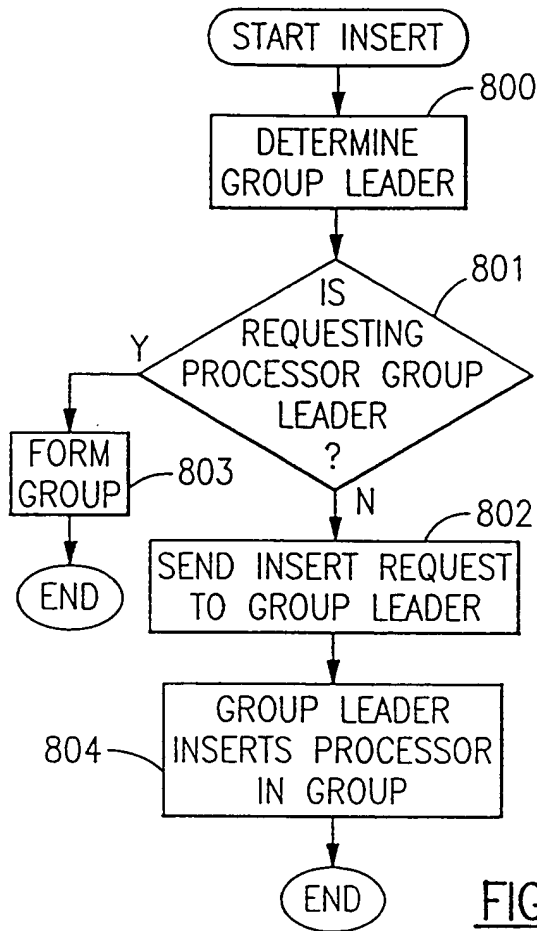 START INSERT
800
DETERMINE
GROUP LEADER
801
IS
REQUESTING
PROCESSOR GROUP
LEADER
?
Y
FORM
GROUP
803
END
N
802
SEND INSERT REQUEST
TO GROUP LEADER
804
GROUP LEADER
INSERTS PROCESSOR
IN GROUP
END
FIG